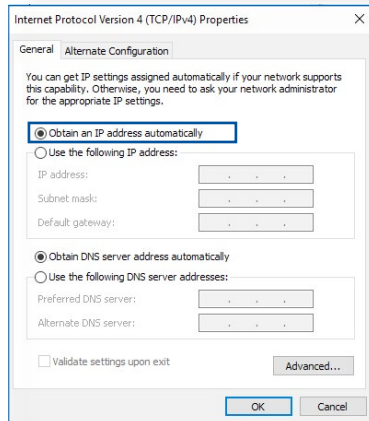 Internet Protocol Version 4 (TCP/IPv4) Properties
General
Alternate Configuration
You can get IP settings assigned automatically if your network supports
this capability. Otherwise, you need to ask your network administrator
for the appropriate IP settings.
Obtain an IP address automatically
Use the following IP address:
IP address:
Subnet mask:
Default gateway:
Obtain DNS server address automatically
Use the following DNS server addresses:
Preferred DNS server:
Alternate DNS server:
Validate settings upon exit
Advanced...
OK
Cancel